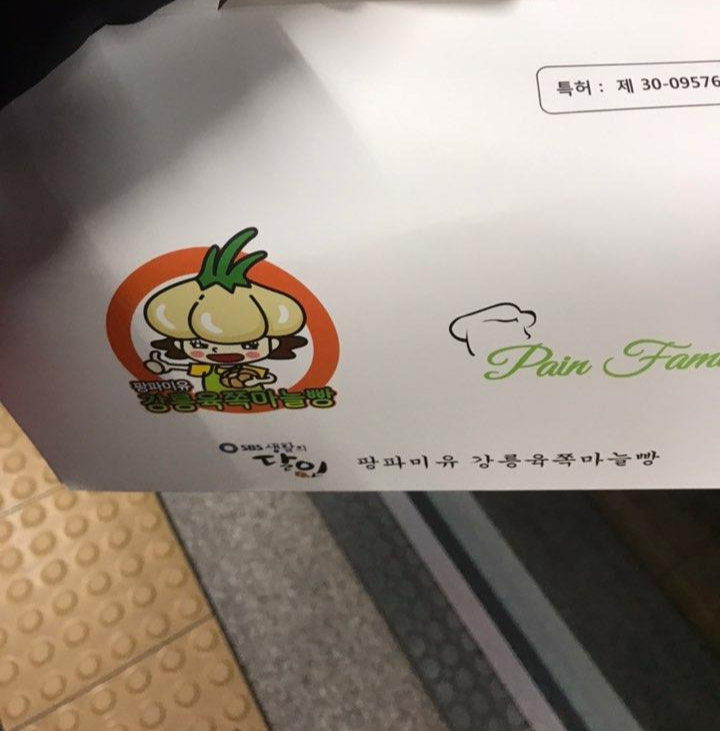 특허 : 제 30-09576
Pain Fam
팡파미유
강릉육쪽마늘빵
SBS 생활의
달인
팡파미유 강릉육쪽마늘빵